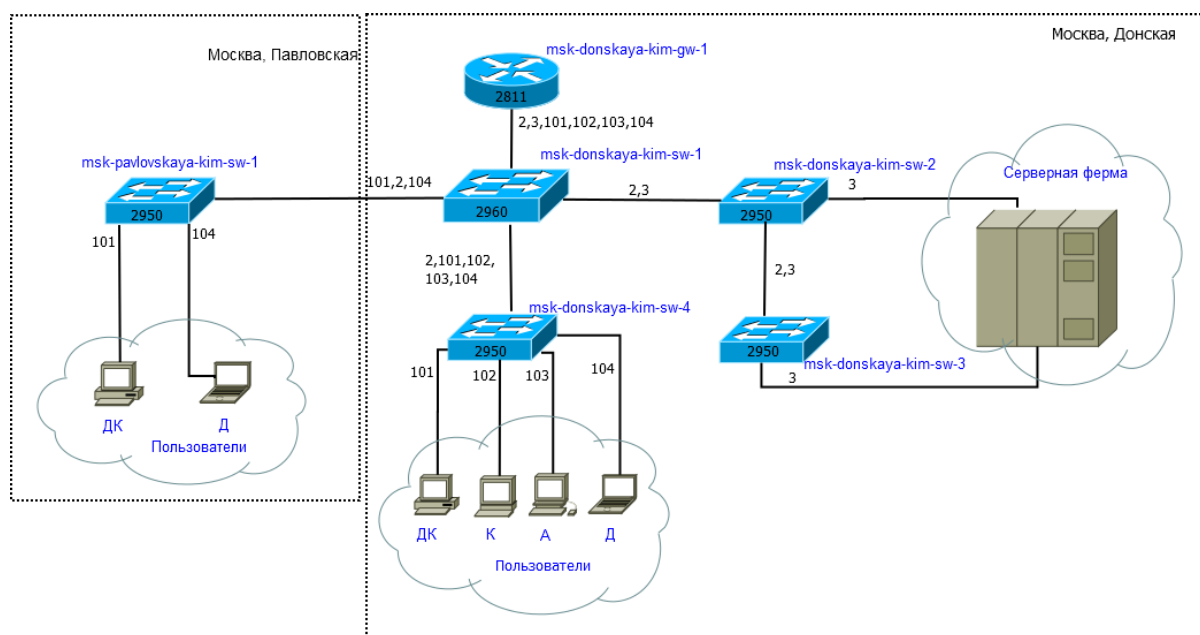 Москва, Павловская
Москва, Донская
msk-donskaya-kim-gw-1
2811
2,3,101,102,103,104
msk-pavlovskaya-kim-sw-1
2950
101,2,104
msk-donskaya-kim-sw-1
2960
2,3
msk-donskaya-kim-sw-2
2950
3
Серверная ферма
101
104
2,101,102,
103,104
2,3
msk-donskaya-kim-sw-4
2950
2950
msk-donskaya-kim-sw-3
3
101
102
103
104
ДК
Д
Пользователи
ДК
К
А
Д
Пользователи